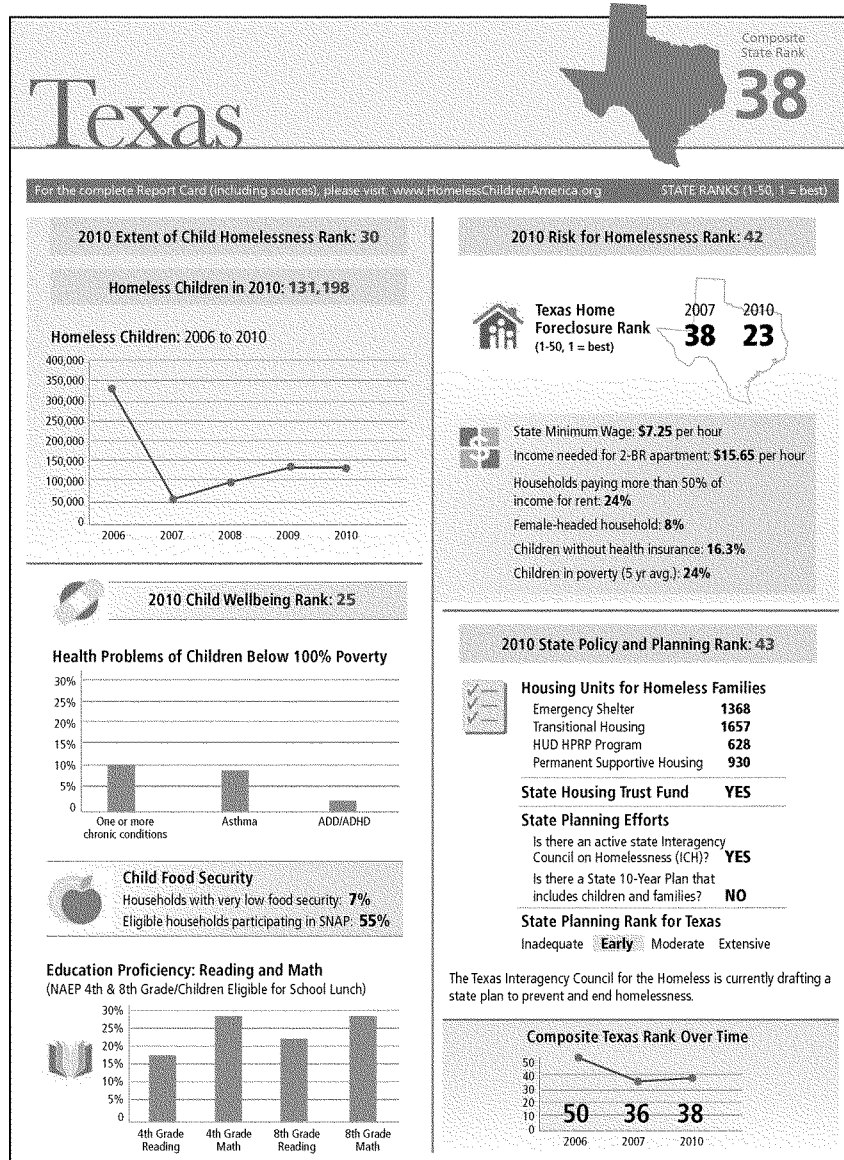 Texas
Composite
State Rank
38
For the complete Report Card (including sources), please visit: www.HomelessChildrenAmerica.org STATE RANKS (1-50, 1 = best)
2010 Extent of Child Homelessness Rank: 30
Homeless Children in 2010: 131,198
Homeless Children: 2006 to 2010
400,000
350,000
300,000
250,000
200,000
150,000
100,000
50,000
0
2006 2007 2008 2009 2010
2010 Child Wellbeing Rank: 25
Health Problems of Children Below 100% Poverty
30%
25%
20%
15%
10%
5%
0
One or more
chronic conditions
Asthma
ADD/ADHD
Child Food Security
Households with very low food security: 7%
Eligible households participating in SNAP: 55%
Education Proficiency: Reading and Math
(NAEP 4th & 8th Grade/Children Eligible for School Lunch)
30%
25%
20%
15%
10%
5%
0
4th Grade
Reading
4th Grade
Math
8th Grade
Reading
8th Grade
Math
2010 Risk for Homelessness Rank: 42
Texas Home
Foreclosure Rank
(1-50, 1 = best)
2007 2010
38 23
State Minimum Wage: $7.25 per hour
Income needed for 2-BR apartment: $15.65 per hour
Households paying more than 50% of
income for rent: 24%
Female-headed household: 8%
Children without health insurance: 16.3%
Children in poverty (5 yr avg.): 24%
2010 State Policy and Planning Rank: 43
Housing Units for Homeless Families
Emergency Shelter 1368
Transitional Housing 1657
HUD HPRP Program 628
Permanent Supportive Housing 930
State Housing Trust Fund YES
State Planning Efforts
Is there an active state Interagency
Council on Homelessness (ICH)? YES
Is there a State 10-Year Plan that
includes children and families? NO
State Planning Rank for Texas
Inadequate Early Moderate Extensive
The Texas Interagency Council for the Homeless is currently drafting a
state plan to prevent and end homelessness.
Composite Texas Rank Over Time
50
40
30
20
10
0
50 36 38
2006 2007 2010